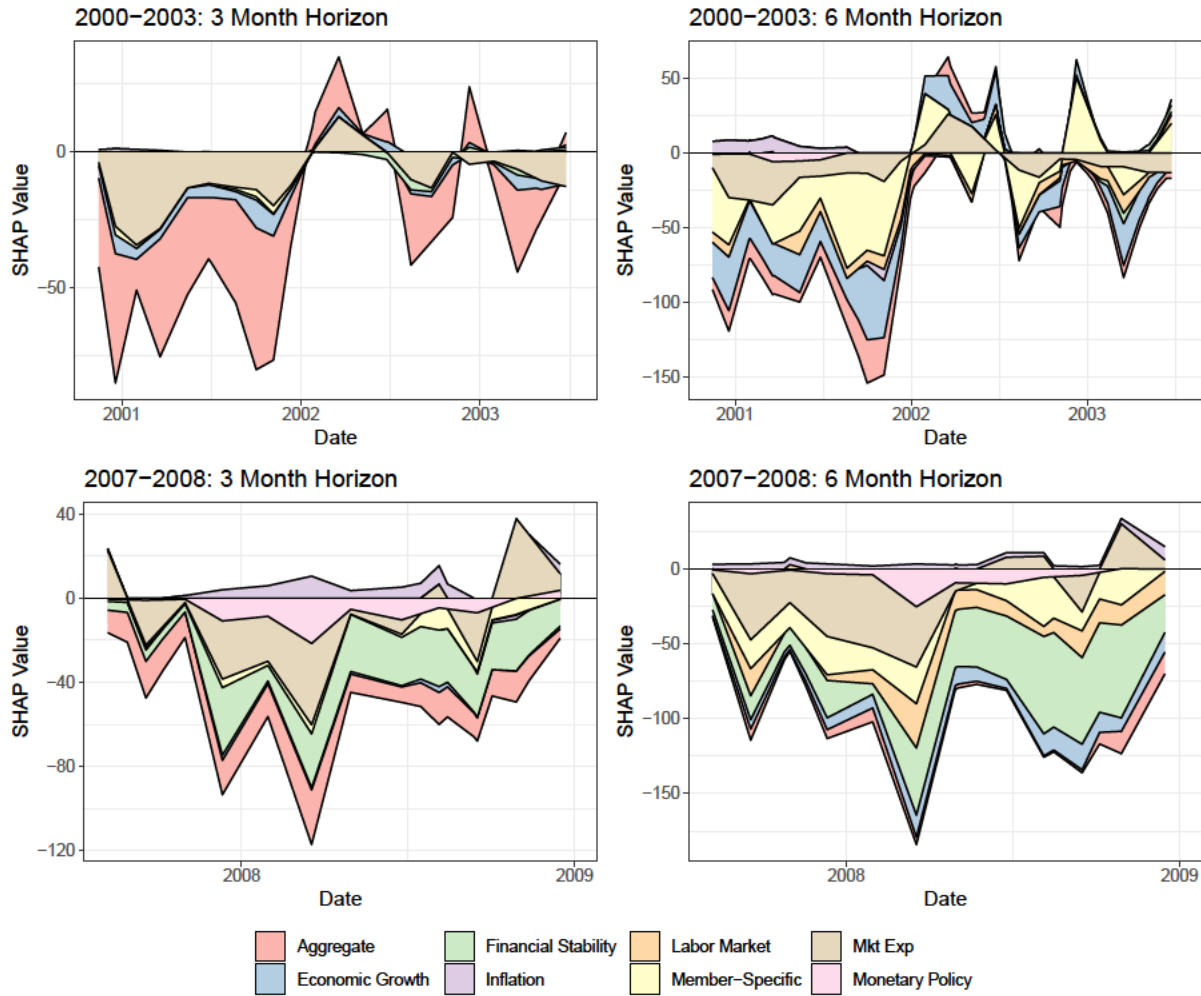 2000−2003: 3 Month Horizon
SHAP Value
0
−50
2001 2002 2003
Date
2000−2003: 6 Month Horizon
SHAP Value
50
0
−50
−100
−150
2001 2002 2003
Date
2007−2008: 3 Month Horizon
SHAP Value
40
0
−40
−80
−120
2008 2009
Date
2007−2008: 6 Month Horizon
SHAP Value
0
−50
−100
−150
2008 2009
Date
Aggregate Financial Stability Labor Market Mkt Exp
Economic Growth Inflation Member−Specific Monetary Policy